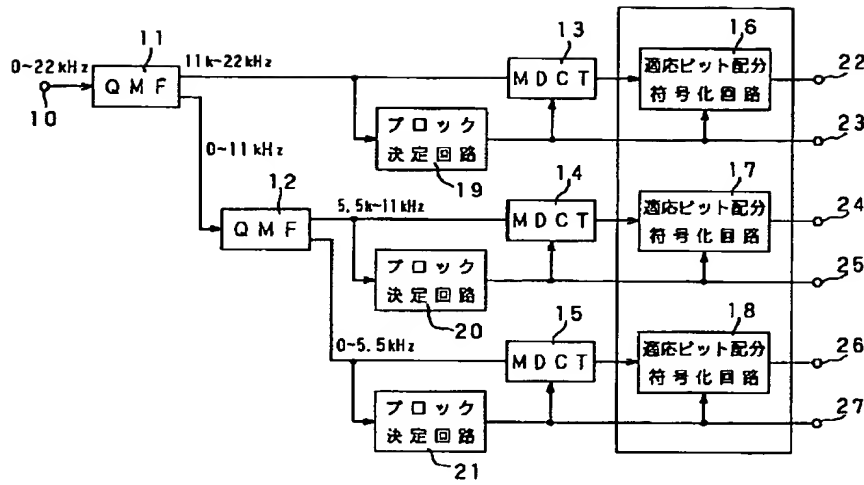 0~22kHz
10
11
QMF
11k~22kHz
0~11kHz
12
QMF
5.5k~11kHz
0~5.5kHz
13
MDCT
ブロック
決定回路
19
14
MDCT
ブロック
決定回路
20
15
MDCT
ブロック
決定回路
21
16
適応ビット配分
符号化回路
17
適応ビット配分
符号化回路
18
適応ビット配分
符号化回路
22
23
24
25
26
27